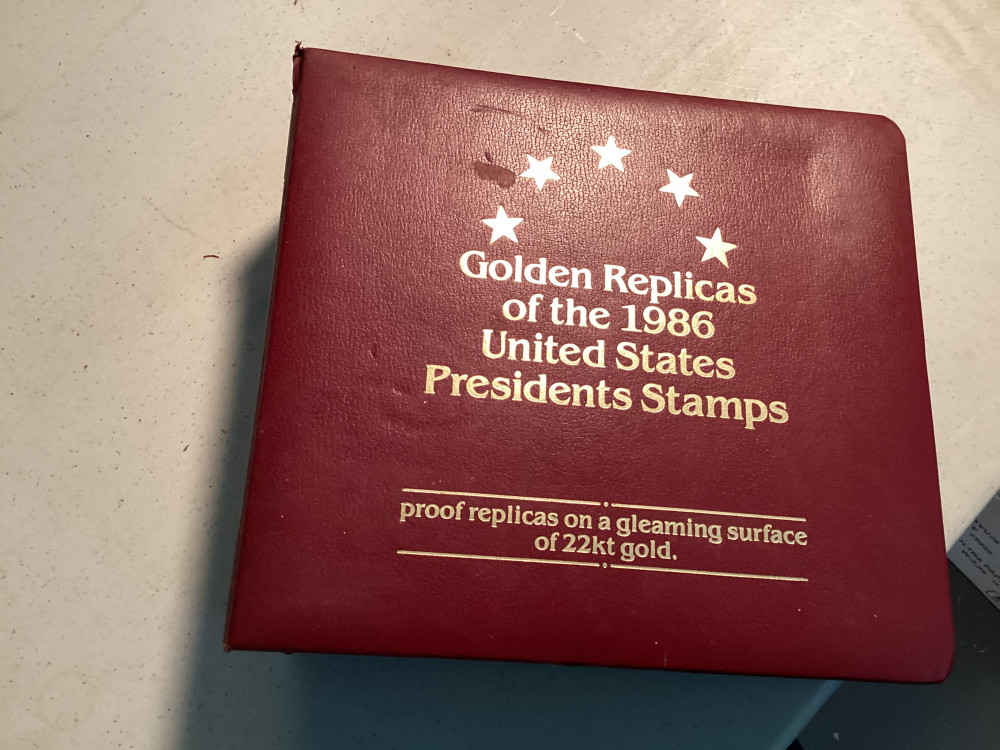 Golden Replicas
of the 1986
United States
Presidents Stamps
proof replicas on a gleaming surface
of 22kt gold.